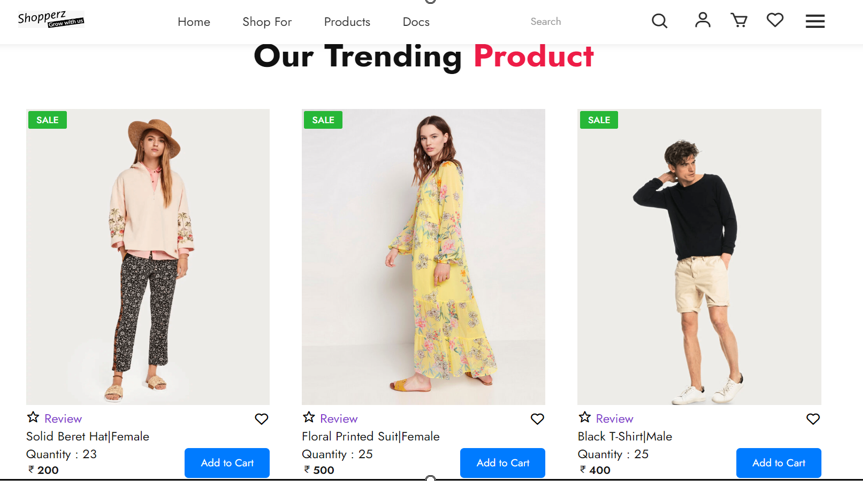 Shopperz
Grow with us
Home Shop For Products Docs Search
Our Trending Product
SALE SALE SALE
Review Review Review
Solid Beret Hat|Female Floral Printed Suit|Female Black T-Shirt|Male
Quantity : 23 Quantity : 25 Quantity : 25
₹ 200 Add to Cart ₹ 500 Add to Cart ₹ 400 Add to Cart